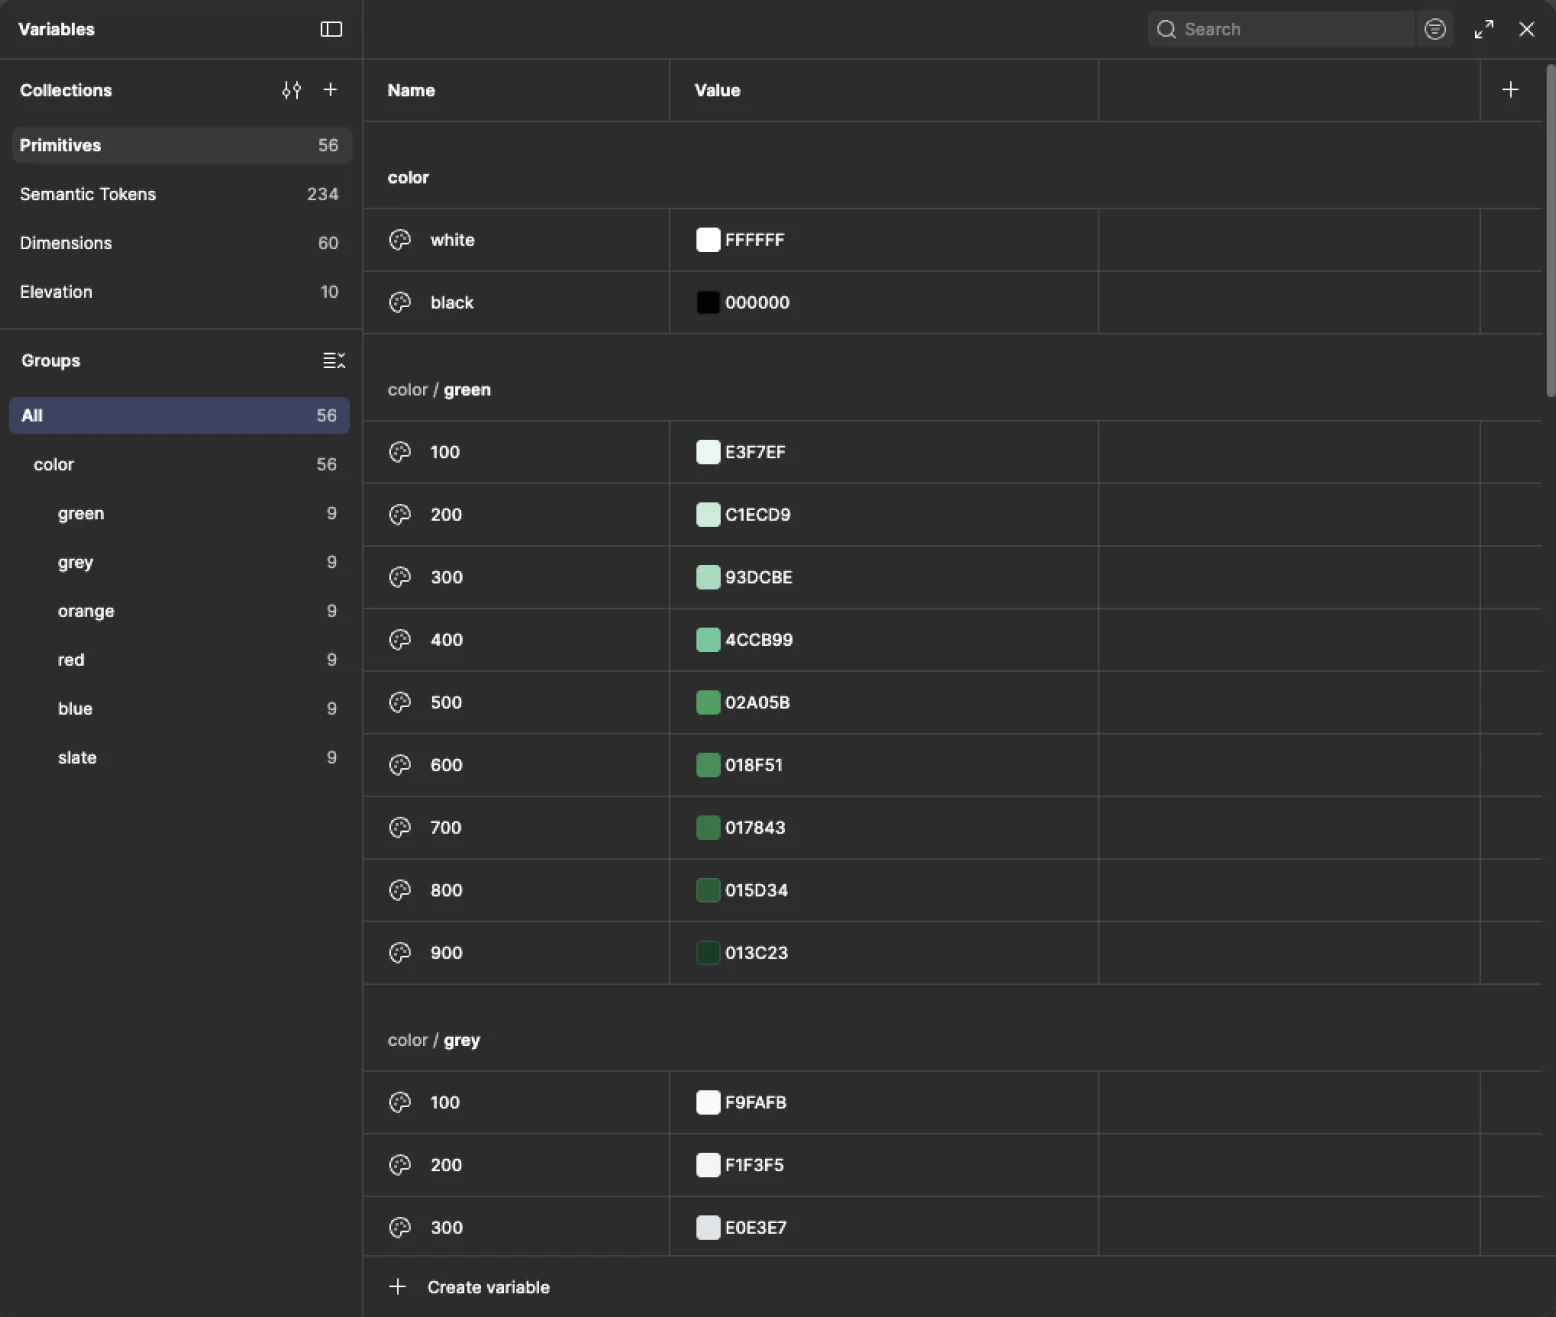 Variables
Search
Collections
Name
Value
Primitives 56
Semantic Tokens 234
Dimensions 60
Elevation 10
Groups
All 56
color 56
green 9
grey 9
orange 9
red 9
blue 9
slate 9
color
white FFFFFF
black 000000
color / green
100 E3F7EF
200 C1ECD9
300 93DCBE
400 4CCB99
500 02A05B
600 018F51
700 017843
800 015D34
900 013C23
color / grey
100 F9FAFB
200 F1F3F5
300 E0E3E7
Create variable